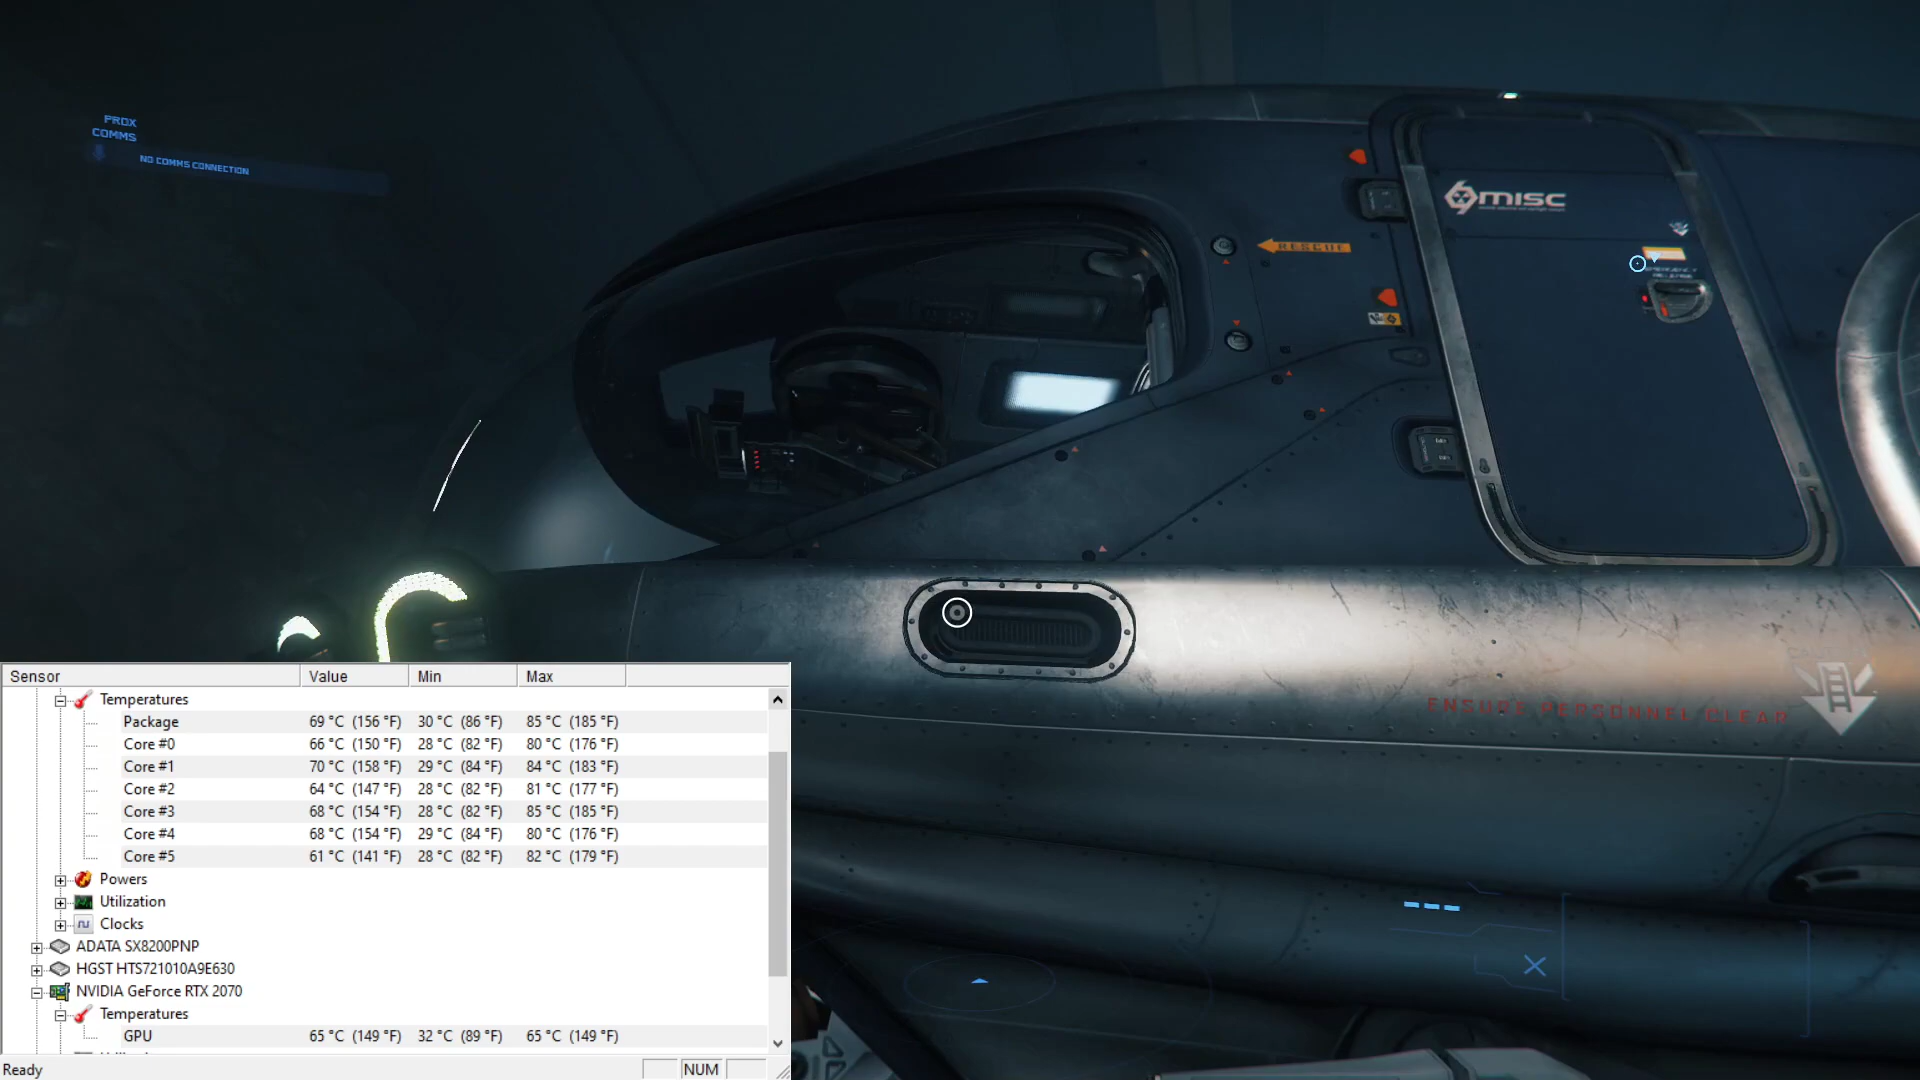 PROX
COMMS
NO COMMS CONNECTION
MISC
RESCUE
ENSURE PERSONNEL CLEAR
Sensor Value Min Max
Temperatures
Package 69 °C (156 °F) 30 °C (86 °F) 85 °C (185 °F)
Core #0 66 °C (150 °F) 28 °C (82 °F) 80 °C (176 °F)
Core #1 70 °C (158 °F) 29 °C (84 °F) 84 °C (183 °F)
Core #2 64 °C (147 °F) 28 °C (82 °F) 81 °C (177 °F)
Core #3 68 °C (154 °F) 28 °C (82 °F) 85 °C (185 °F)
Core #4 68 °C (154 °F) 29 °C (84 °F) 80 °C (176 °F)
Core #5 61 °C (141 °F) 28 °C (82 °F) 82 °C (179 °F)
Powers
Utilization
Clocks
ADATA SX8200PNP
HGST HTS721010A9E630
NVIDIA GeForce RTX 2070
Temperatures
GPU 65 °C (149 °F) 32 °C (89 °F) 65 °C (149 °F)
Ready NUM